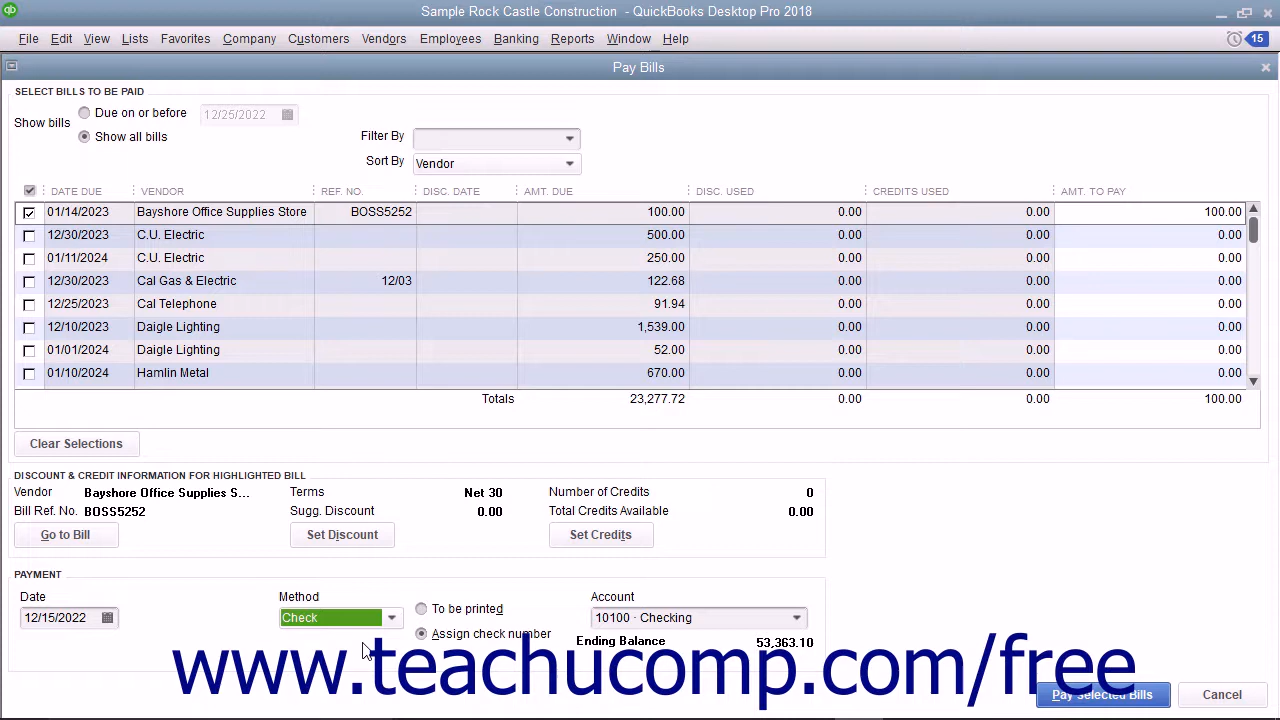 Sample Rock Castle Construction - QuickBooks Desktop Pro 2018
File Edit View Lists Favorites Company Customers Vendors Employees Banking Reports Window Help 15
Pay Bills
SELECT BILLS TO BE PAID
Show bills Due on or before 12/25/2022
Show all bills
Filter By
Sort By Vendor
DATE DUE VENDOR REF. NO. DISC. DATE AMT. DUE DISC. USED CREDITS USED AMT. TO PAY
01/14/2023 Bayshore Office Supplies Store BOSS5252 100.00 0.00 0.00 100.00
12/30/2023 C.U. Electric 500.00 0.00 0.00 0.00
01/11/2024 C.U. Electric 250.00 0.00 0.00 0.00
12/30/2023 Cal Gas & Electric 12/03 122.68 0.00 0.00 0.00
12/25/2023 Cal Telephone 91.94 0.00 0.00 0.00
12/10/2023 Daigle Lighting 1,539.00 0.00 0.00 0.00
01/01/2024 Daigle Lighting 52.00 0.00 0.00 0.00
01/10/2024 Hamlin Metal 670.00 0.00 0.00 0.00
Totals 23,277.72 0.00 0.00 100.00
Clear Selections
DISCOUNT & CREDIT INFORMATION FOR HIGHLIGHTED BILL
Vendor Bayshore Office Supplies S... Terms Net 30 Number of Credits 0
Bill Ref. No. BOSS5252 Sugg. Discount 0.00 Total Credits Available 0.00
Go to Bill Set Discount Set Credits
PAYMENT
Date Method Account
To be printed
12/15/2022 Check 10100 · Checking
Assign check number Ending Balance 53,363.10
www.teachucomp.com/free
Pay Selected Bills Cancel